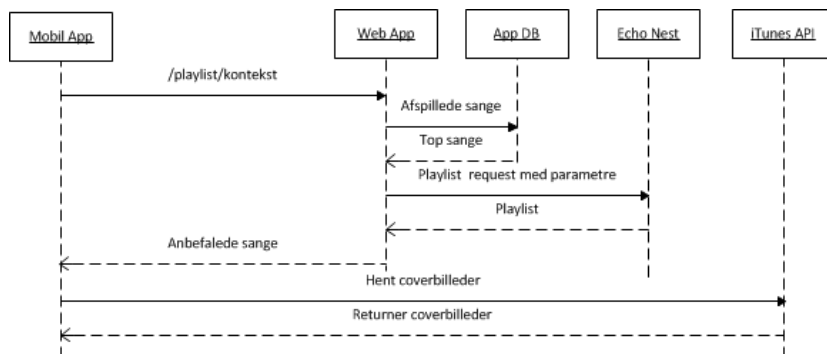 Mobil App
Web App
App DB
Echo Nest
iTunes API
/playlist/kontekst
Afspillede sange
Top sange
Playlist request med parametre
Playlist
Anbefalede sange
Hent coverbilleder
Returner coverbilleder